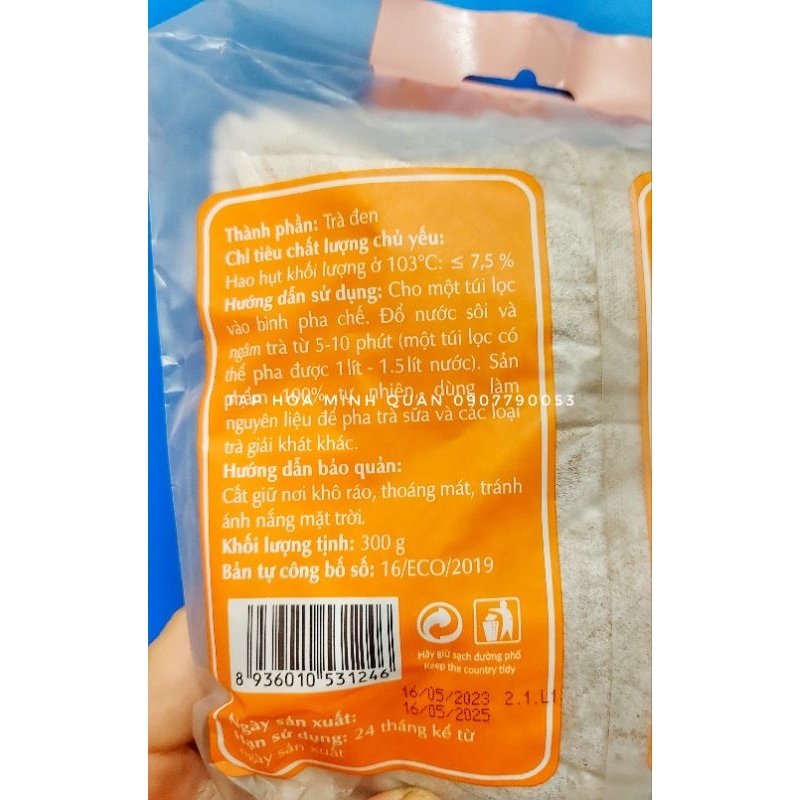 Thành phần: Trà đen
Chỉ tiêu chất lượng chủ yếu:
Hao hụt khối lượng ở 103°C: ≤ 7,5 %
Hướng dẫn sử dụng: Cho một túi lọc
vào bình pha chế. Đổ nước sôi và
ngâm trà từ 5-10 phút (một túi lọc có
thể pha được 1 lít - 1.5 lít nước). Sản
phẩm 100% tự nhiên, dùng làm
TẠP HÓA MINH QUÂN 0907790053
nguyên liệu để pha trà sữa và các loại
trà giải khát khác.
Hướng dẫn bảo quản:
Cất giữ nơi khô ráo, thoáng mát, tránh
ánh nắng mặt trời.
Khối lượng tịnh: 300 g
Bản tự công bố số: 16/ECO/2019
Hãy giữ sạch đường phố
Keep the country tidy
8 936010 531246
16/05/2023 2.1.L1
16/05/2025
Ngày sản xuất:
Hạn sử dụng: 24 tháng kể từ
ngày sản xuất